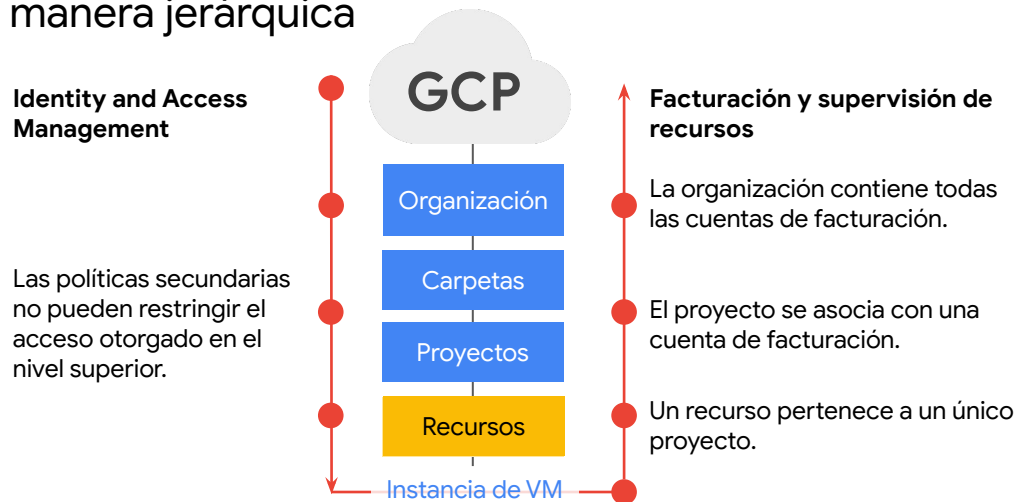 manera jerárquica
Identity and Access
Management
Las políticas secundarias
no pueden restringir el
acceso otorgado en el
nivel superior.
GCP
Organización
Carpetas
Proyectos
Recursos
Instancia de VM
Facturación y supervisión de
recursos
La organización contiene todas
las cuentas de facturación.
El proyecto se asocia con una
cuenta de facturación.
Un recurso pertenece a un único
proyecto.